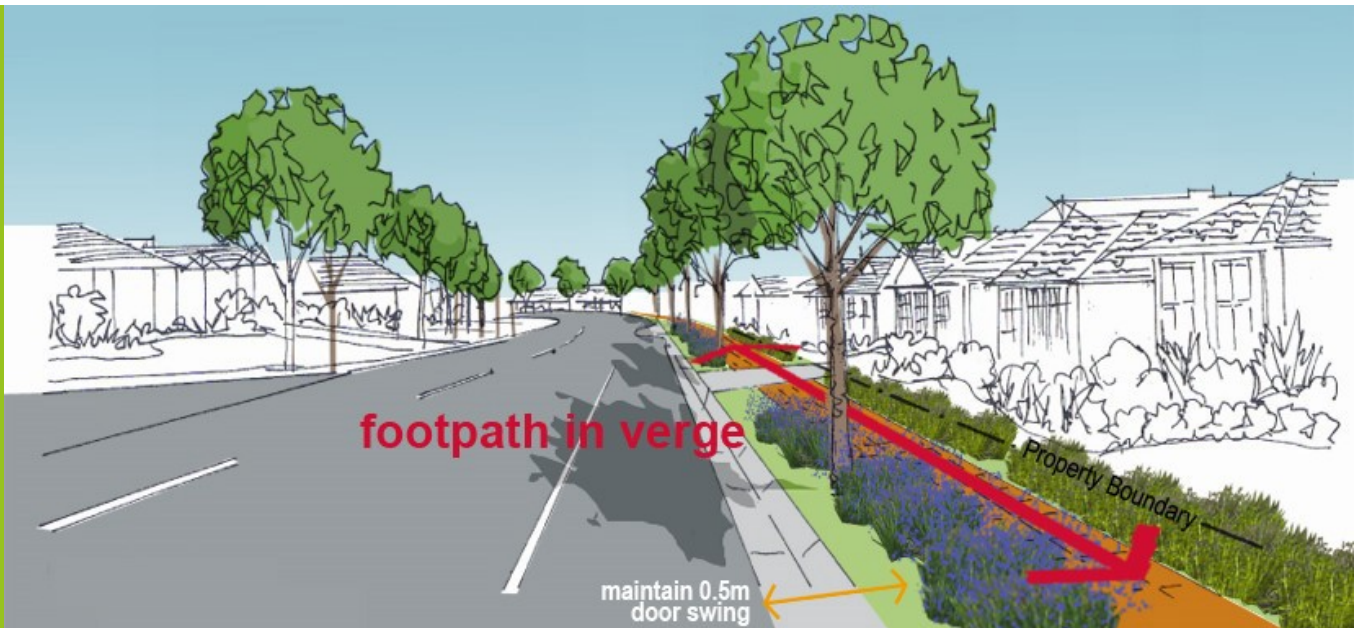 footpath in verge
Property Boundary
maintain 0.5m
door swing